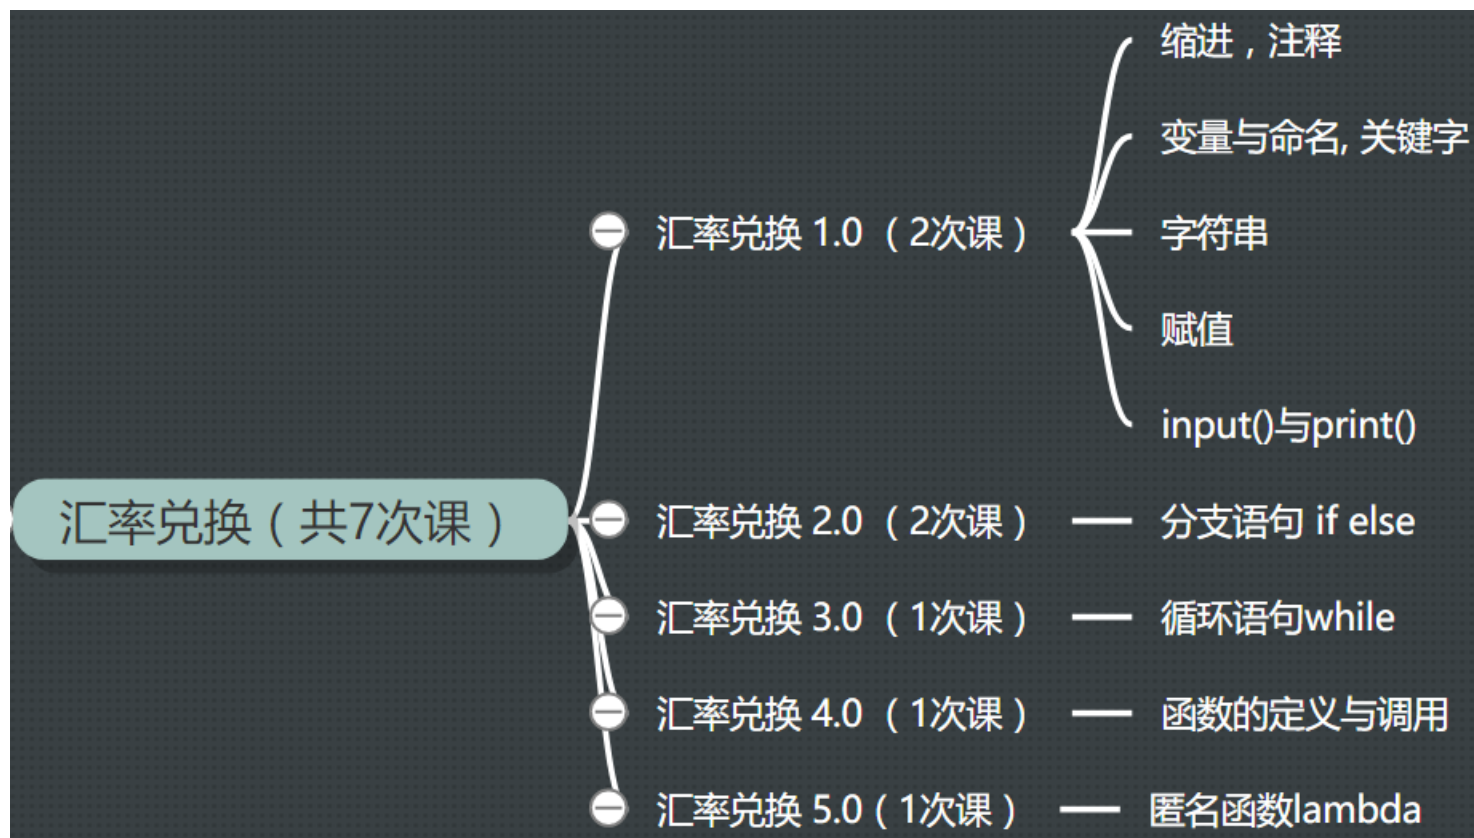 汇率兑换（共7次课）
汇率兑换 1.0 （2次课）
缩进，注释
变量与命名, 关键字
字符串
赋值
input()与print()
汇率兑换 2.0 （2次课）
分支语句 if else
汇率兑换 3.0 （1次课）
循环语句while
汇率兑换 4.0 （1次课）
函数的定义与调用
汇率兑换 5.0（1次课）
匿名函数lambda